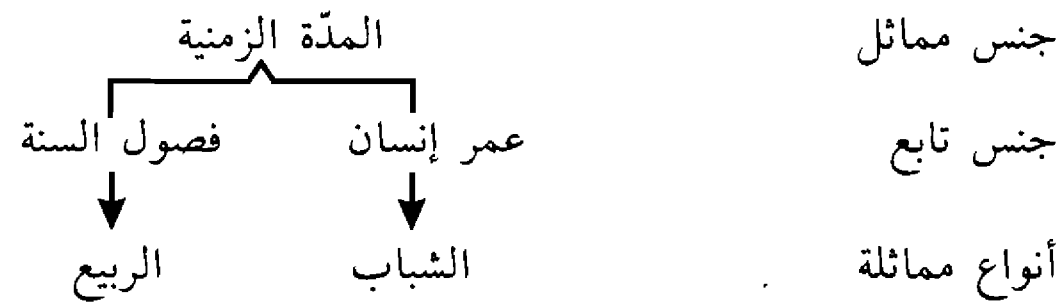 جنس مماثل المدّة الزمنية
جنس تابع عمر إنسان فصول السنة
أنواع مماثلة الشباب الربيع